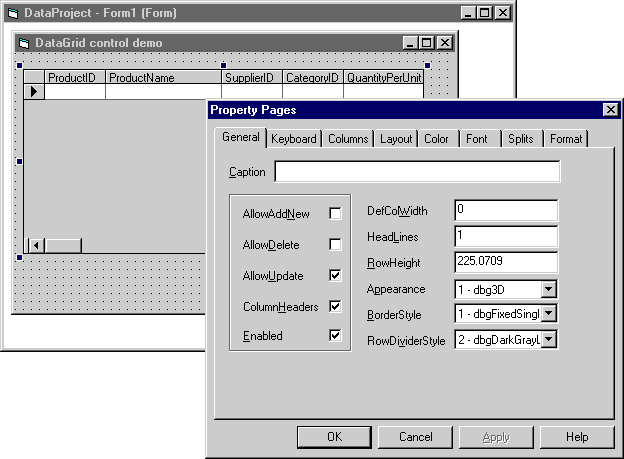 DataProject - Form1 (Form)
DataGrid control demo
ProductID ProductName SupplierID CategoryID QuantityPerUnit
Property Pages
General Keyboard Columns Layout Color Font Splits Format
Caption
AllowAddNew
AllowDelete
AllowUpdate
ColumnHeaders
Enabled
DefColWidth 0
HeadLines 1
RowHeight 225.0709
Appearance 1 - dbg3D
BorderStyle 1 - dbgFixedSingl
RowDividerStyle 2 - dbgDarkGrayL
OK Cancel Apply Help